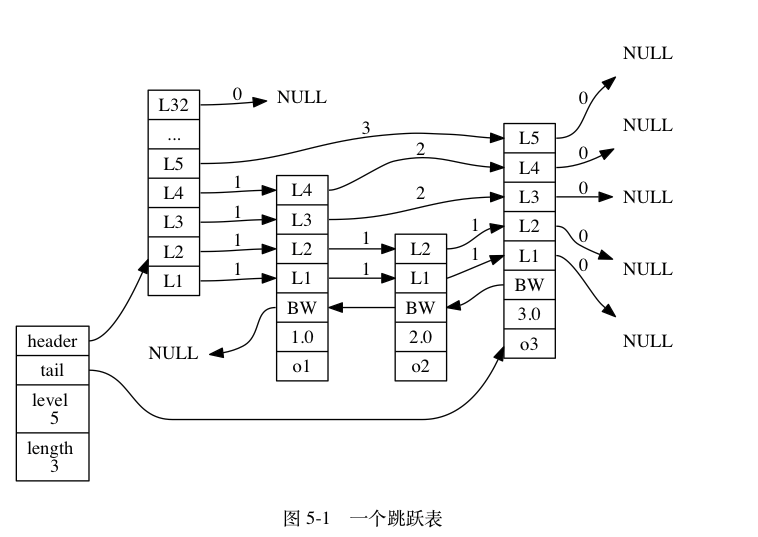 NULL
L32
0
NULL
...
L5
3
L4
1
L3
1
L2
1
L1
1
L4
2
L3
2
L2
1
L1
1
BW
1.0
o1
NULL
L2
1
L1
1
BW
2.0
o2
L5
0
L4
0
NULL
L3
0
NULL
L2
0
NULL
L1
0
NULL
BW
3.0
o3
header
tail
level
5
length
3
图 5-1 一个跳跃表